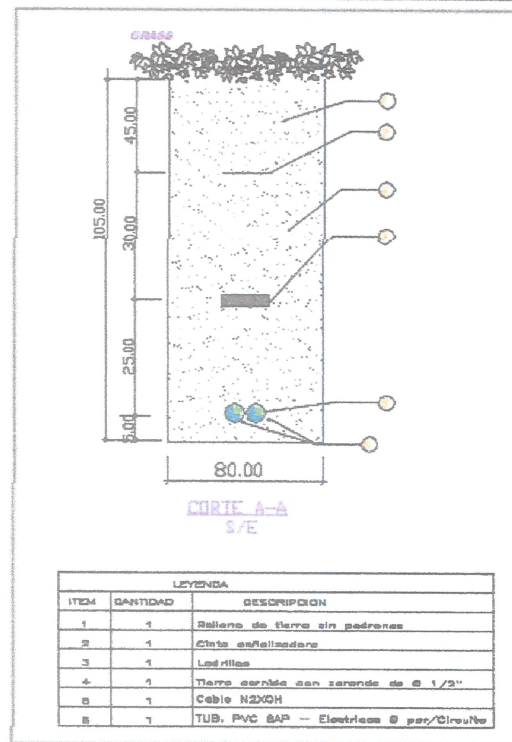 GRASS
45.00
105.00
30.00
25.00
5.00
80.00
CORTE A-A
S/E
LEYENDA
ITEM CANTIDAD DESCRIPCION
1 1 Relleno de tierra sin pedrones
2 1 Cinta señalizadora
3 1 Ladrillos
4 1 Tierra cernida con zaranda de Ø 1/2"
5 1 Cable N2XOH
6 1 TUB. PVC SAP - Electricas Ø por/Circuito